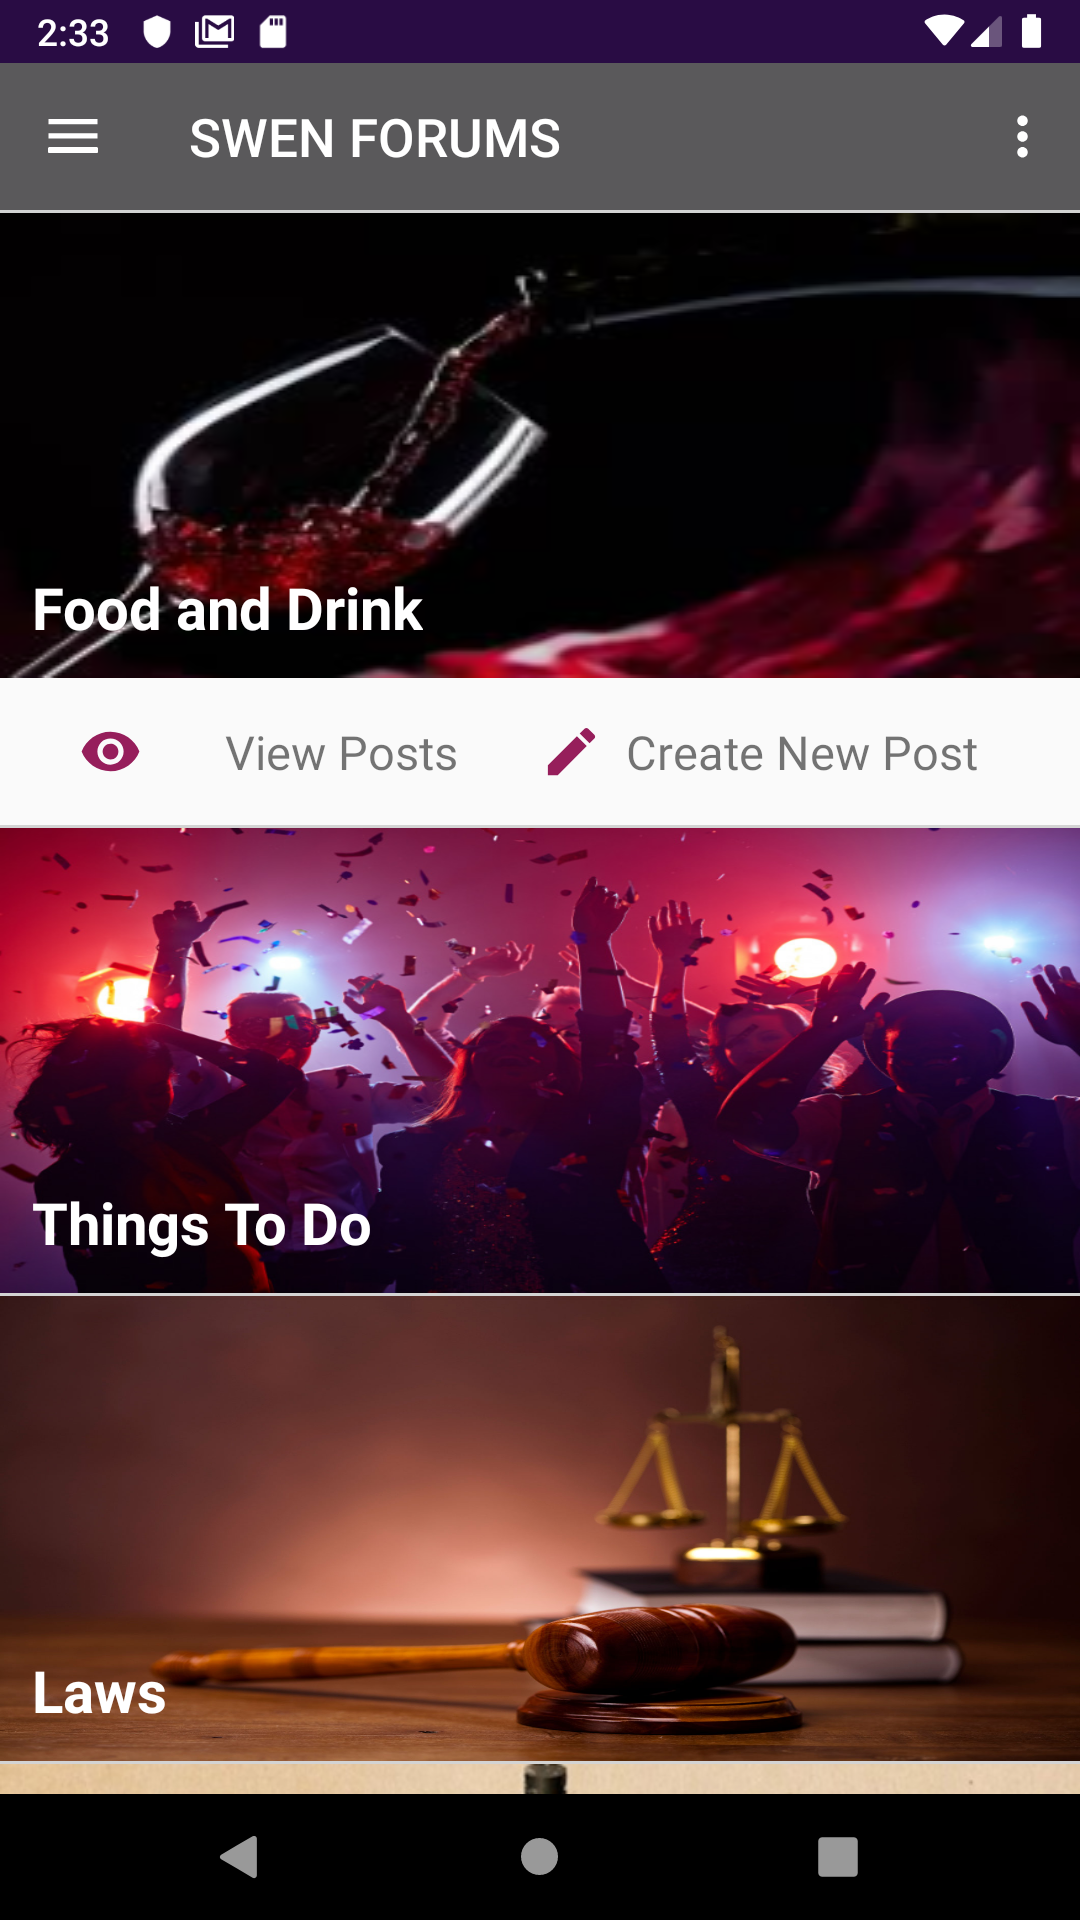 2:33
SWEN FORUMS
Food and Drink
View Posts
Create New Post
Things To Do
Laws